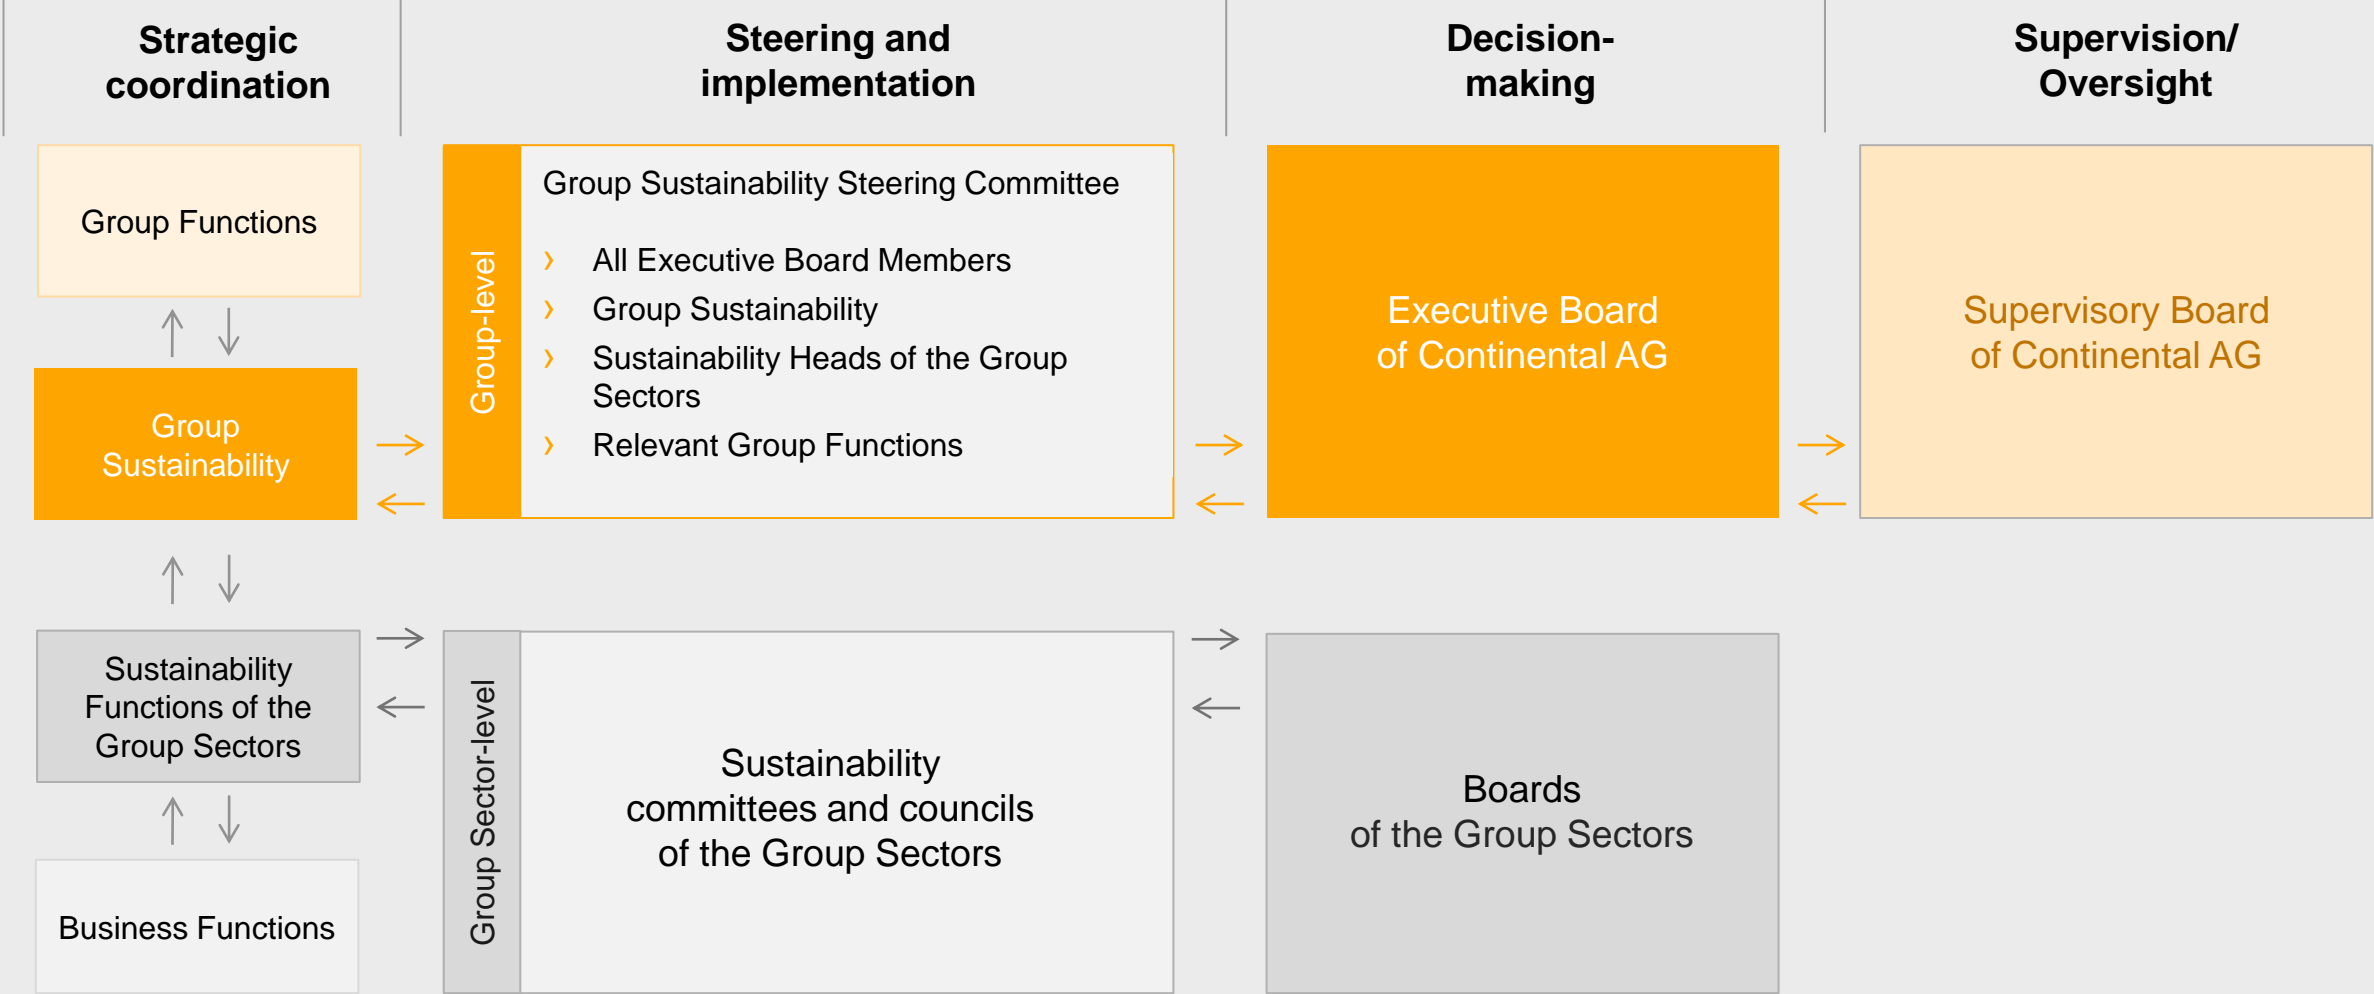 Strategic
coordination
Steering and
implementation
Decision-
making
Supervision/
Oversight
Group Functions
Group
Sustainability
Sustainability
Functions of the
Group Sectors
Business Functions
Group-level
Group Sustainability Steering Committee
› All Executive Board Members
› Group Sustainability
› Sustainability Heads of the Group
Sectors
› Relevant Group Functions
Executive Board
of Continental AG
Supervisory Board
of Continental AG
Group Sector-level
Sustainability
committees and councils
of the Group Sectors
Boards
of the Group Sectors